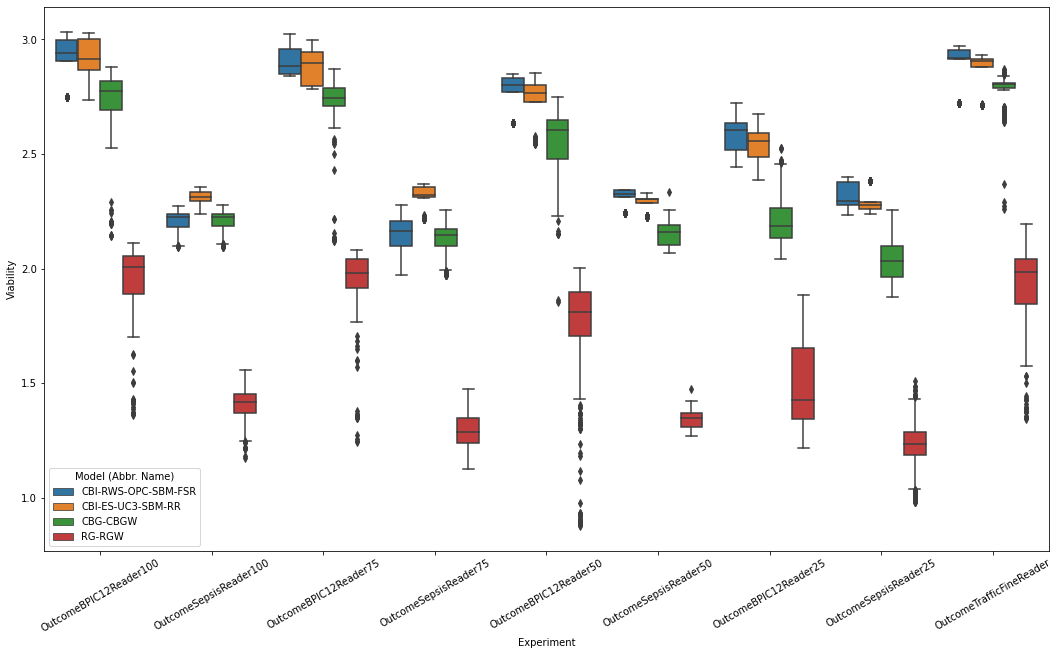 3.0
2.5
2.0
1.5
1.0
Viability
Model (Abbr. Name)
CBI-RWS-OPC-SBM-FSR
CBI-ES-UC3-SBM-RR
CBG-CBGW
RG-RGW
OutcomeBPIC12Reader100
OutcomeSepsisReader100
OutcomeBPIC12Reader75
OutcomeSepsisReader75
OutcomeBPIC12Reader50
OutcomeSepsisReader50
OutcomeBPIC12Reader25
OutcomeSepsisReader25
OutcomeTrafficFineReader
Experiment